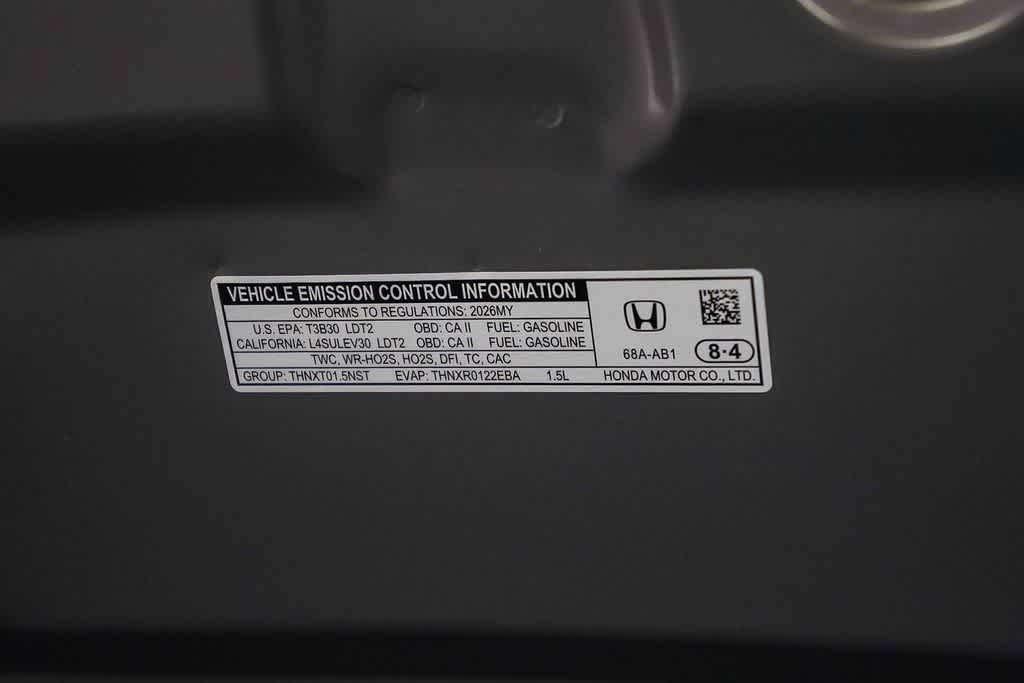 VEHICLE EMISSION CONTROL INFORMATION
CONFORMS TO REGULATIONS: 2026MY
U.S. EPA: T3B30 LDT2 OBD: CA II FUEL: GASOLINE
CALIFORNIA: L4SULEV30 LDT2 OBD: CA II FUEL: GASOLINE
TWC, WR-HO2S, HO2S, DFI, TC, CAC
GROUP: THNXT01.5NST EVAP: THNXR0122EBA 1.5L
68A-AB1 8·4
HONDA MOTOR CO., LTD.